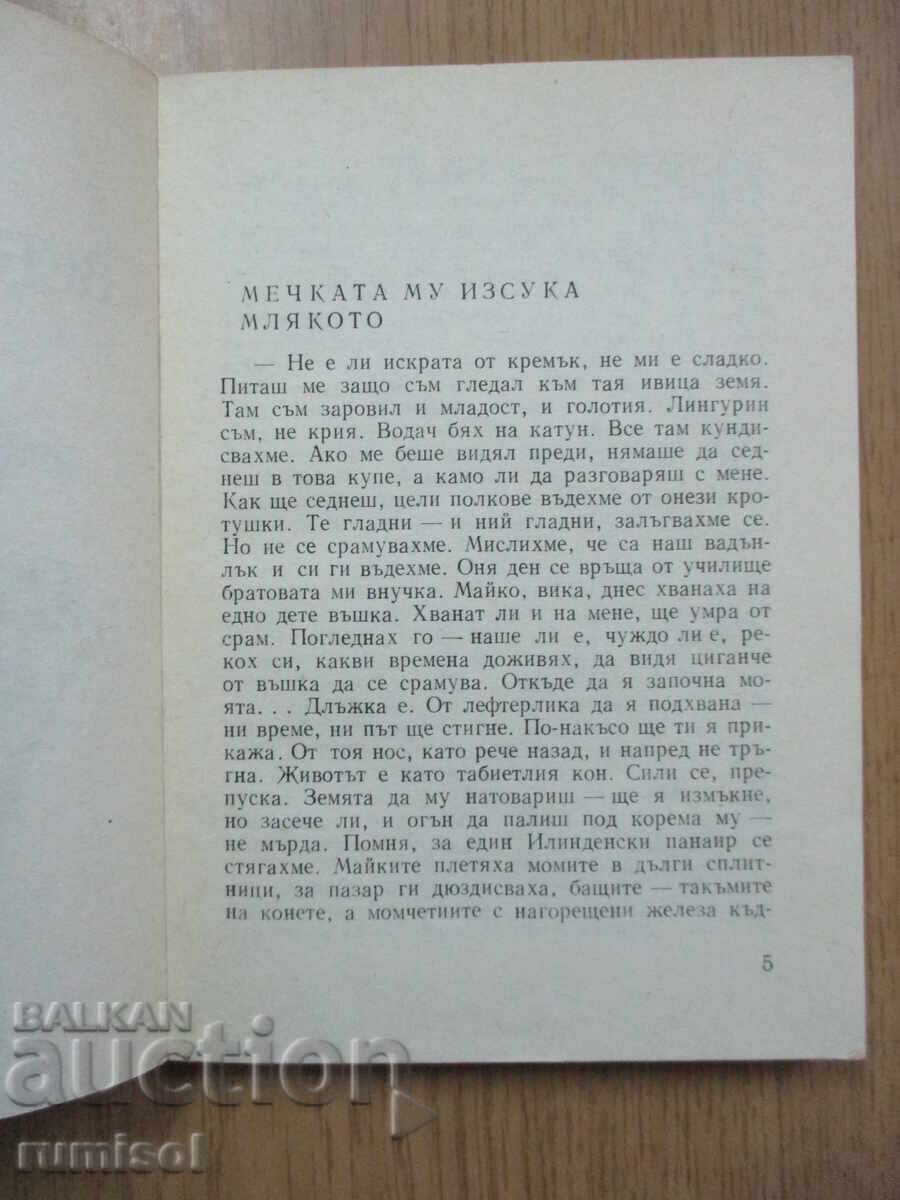 МЕЧКАТА МУ ИЗСУКА
МЛЯКОТО
— Не е ли искрата от кремък, не ми е сладко.
Питаш ме защо съм гледал към тая ивица земя.
Там съм заровил и младост, и голотия. Лингурин
съм, не крия. Водач бях на катун. Все там кунди-
свахме. Ако ме беше видял преди, нямаше да сед-
неш в това купе, а камо ли да разговаряш с мене.
Как ще седнеш, цели полкове въдехме от онези кро-
тушки. Те гладни — и ний гладни, залъгвахме се.
Но не се срамувахме. Мислихме, че са наш вадън-
лък и си ги въдехме. Оня ден се връща от училище
братовата ми внучка. Майко, вика, днес хванаха на
едно дете въшка. Хванат ли и на мене, ще умра от
срам. Погледнах го — наше ли е, чуждо ли е, ре-
кох си, какви времена доживях, да видя циганче
от въшка да се срамува. Откъде да я започна мо-
ята. . . Длъжка е. От лефтерлика да я подхвана —
ни време, ни път ще стигне. По-накъсо ще ти я при-
кажа. От тоя нос, като рече назад, и напред не тръ-
гна. Животът е като табиетлия кон. Сили се, пре-
пуска. Земята да му натовариш — ще я измъкне,
но засече ли, и огън да палиш под корема му —
не мърда. Помня, за един Илинденски панаир се
стягахме. Майките плетяха момите в дълги сплит-
ници, за пазар ги дюздисваха, бащите — такъмите
на конете, а момчетиите с нагорещени железа къд-
5
BALKAN
auction
rumisol